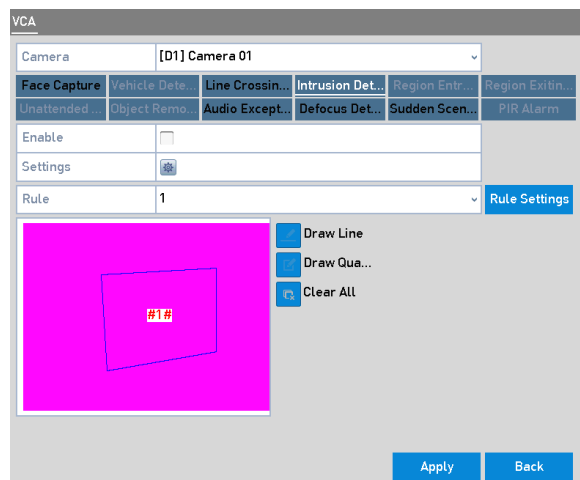 VCA
Camera [D1] Camera 01
Face Capture Vehicle Dete... Line Crossin... Intrusion Det... Region Entr... Region Exitin...
Unattended ... Object Remo... Audio Except... Defocus Det... Sudden Scen... PIR Alarm
Enable
Settings
Rule 1 Rule Settings
Draw Line
Draw Qua...
Clear All
#1#
Apply Back